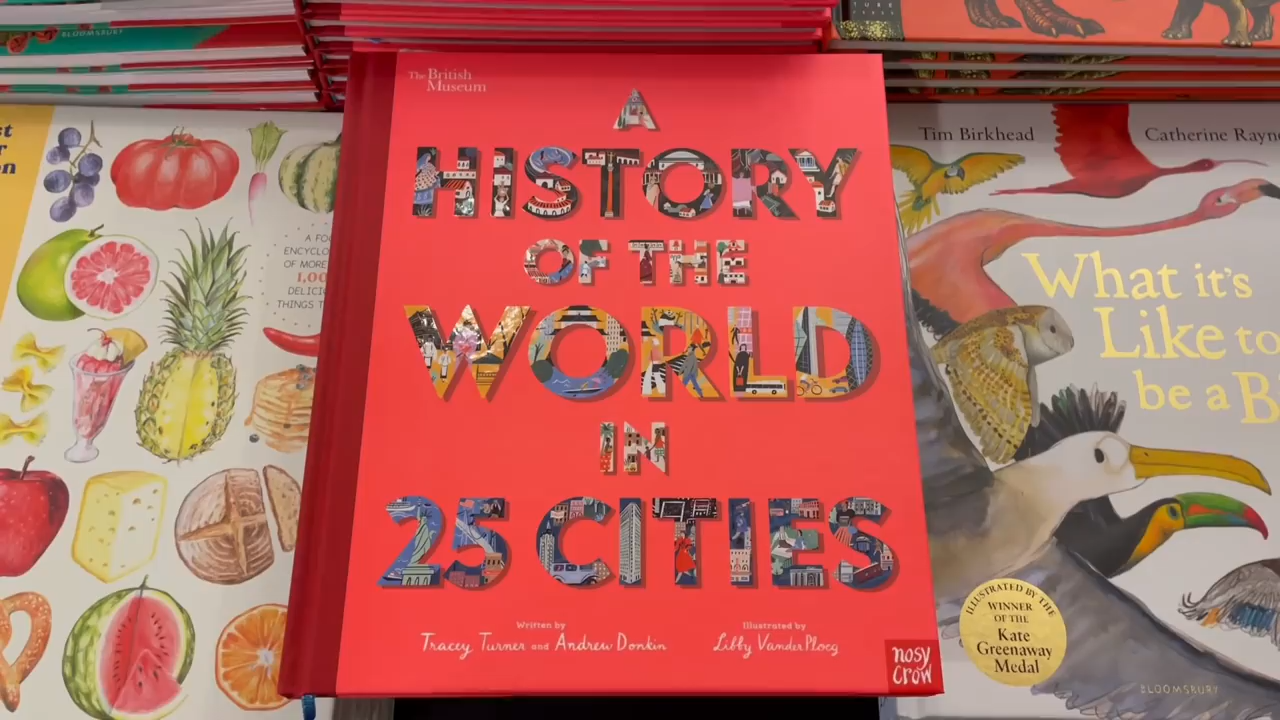 BLOOMSBURY
TURE
The British
Museum
A
HISTORY
OF THE
WORLD
IN
25 CITIES
Written by
Tracey Turner and Andrew Donkin
Illustrated by
Libby VanderPloeg
nosy
crow
A FO
ENCYCLO
OF MORE
1,00
DELICI
THINGS T
Tim Birkhead
Catherine Rayne
What it's
Like to
be a B
ILLUSTRATED BY THE
WINNER
OF THE
Kate
Greenaway
Medal
BLOOMSBURY